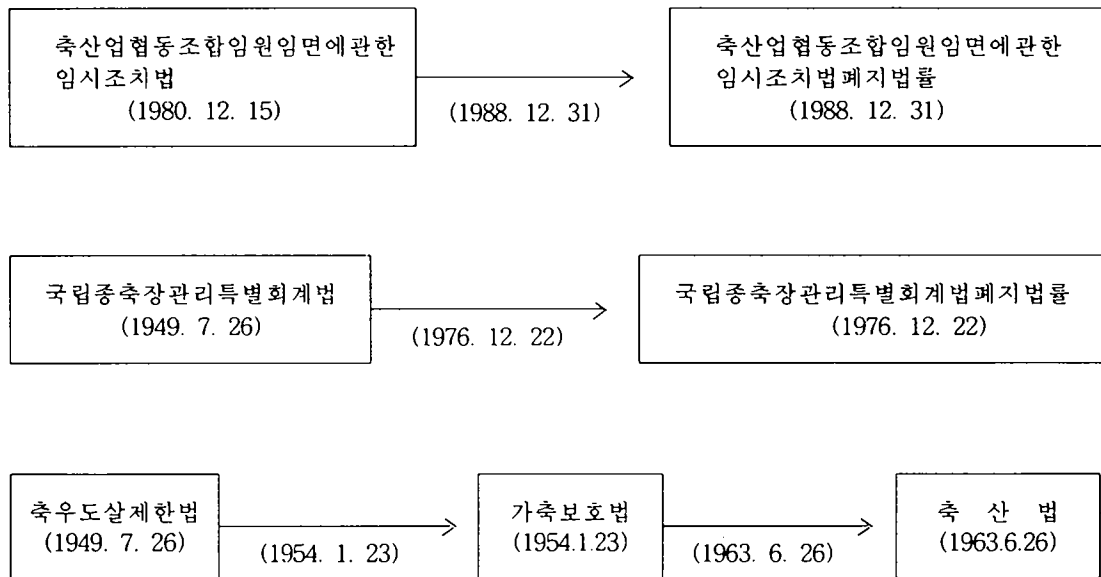 축산업협동조합임원임면에관한
임시조치법
(1980. 12. 15)
(1988. 12. 31)
축산업협동조합임원임면에관한
임시조치법폐지법률
(1988. 12. 31)
국립종축장관리특별회계법
(1949. 7. 26)
(1976. 12. 22)
국립종축장관리특별회계법폐지법률
(1976. 12. 22)
축우도살제한법
(1949. 7. 26)
(1954. 1. 23)
가축보호법
(1954.1.23)
(1963. 6. 26)
축 산 법
(1963.6.26)